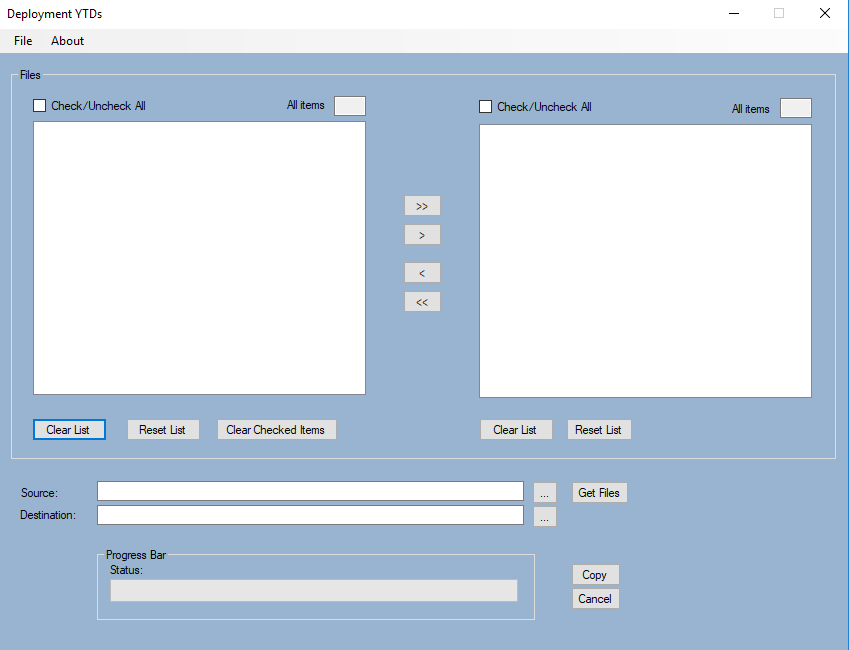 Deployment YTDs
File About
Files
Check/Uncheck All All items
Check/Uncheck All All items
>>
>
<
<<
Clear List Reset List Clear Checked Items
Clear List Reset List
Source: ... Get Files
Destination: ...
Progress Bar
Status:
Copy
Cancel